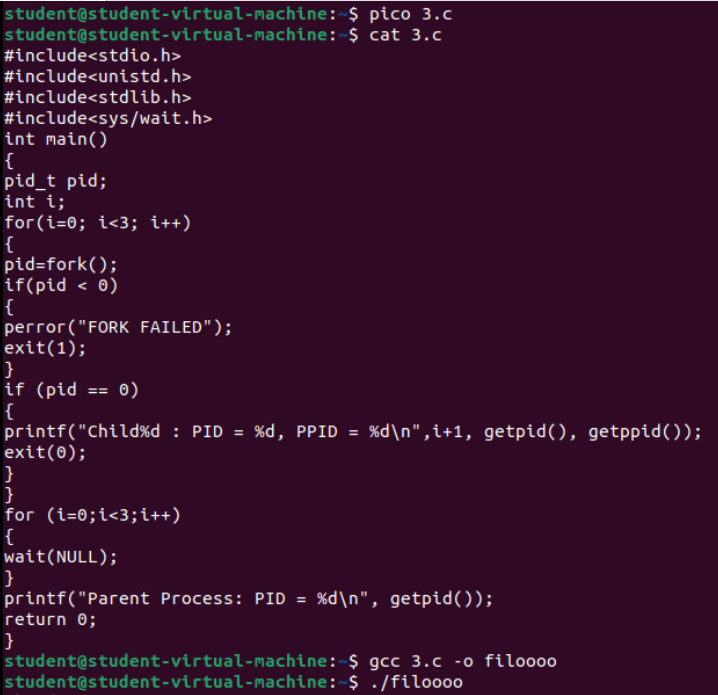 student@student-virtual-machine:~$ pico 3.c
student@student-virtual-machine:~$ cat 3.c
#include<stdio.h>
#include<unistd.h>
#include<stdlib.h>
#include<sys/wait.h>
int main()
{
pid_t pid;
int i;
for(i=0; i<3; i++)
{
pid=fork();
if(pid < 0)
{
perror("FORK FAILED");
exit(1);
}
if (pid == 0)
{
printf("Child%d : PID = %d, PPID = %d\n",i+1, getpid(), getppid());
exit(0);
}
}
for (i=0;i<3;i++)
{
wait(NULL);
}
printf("Parent Process: PID = %d\n", getpid());
return 0;
}
student@student-virtual-machine:~$ gcc 3.c -o filoooo
student@student-virtual-machine:~$ ./filoooo